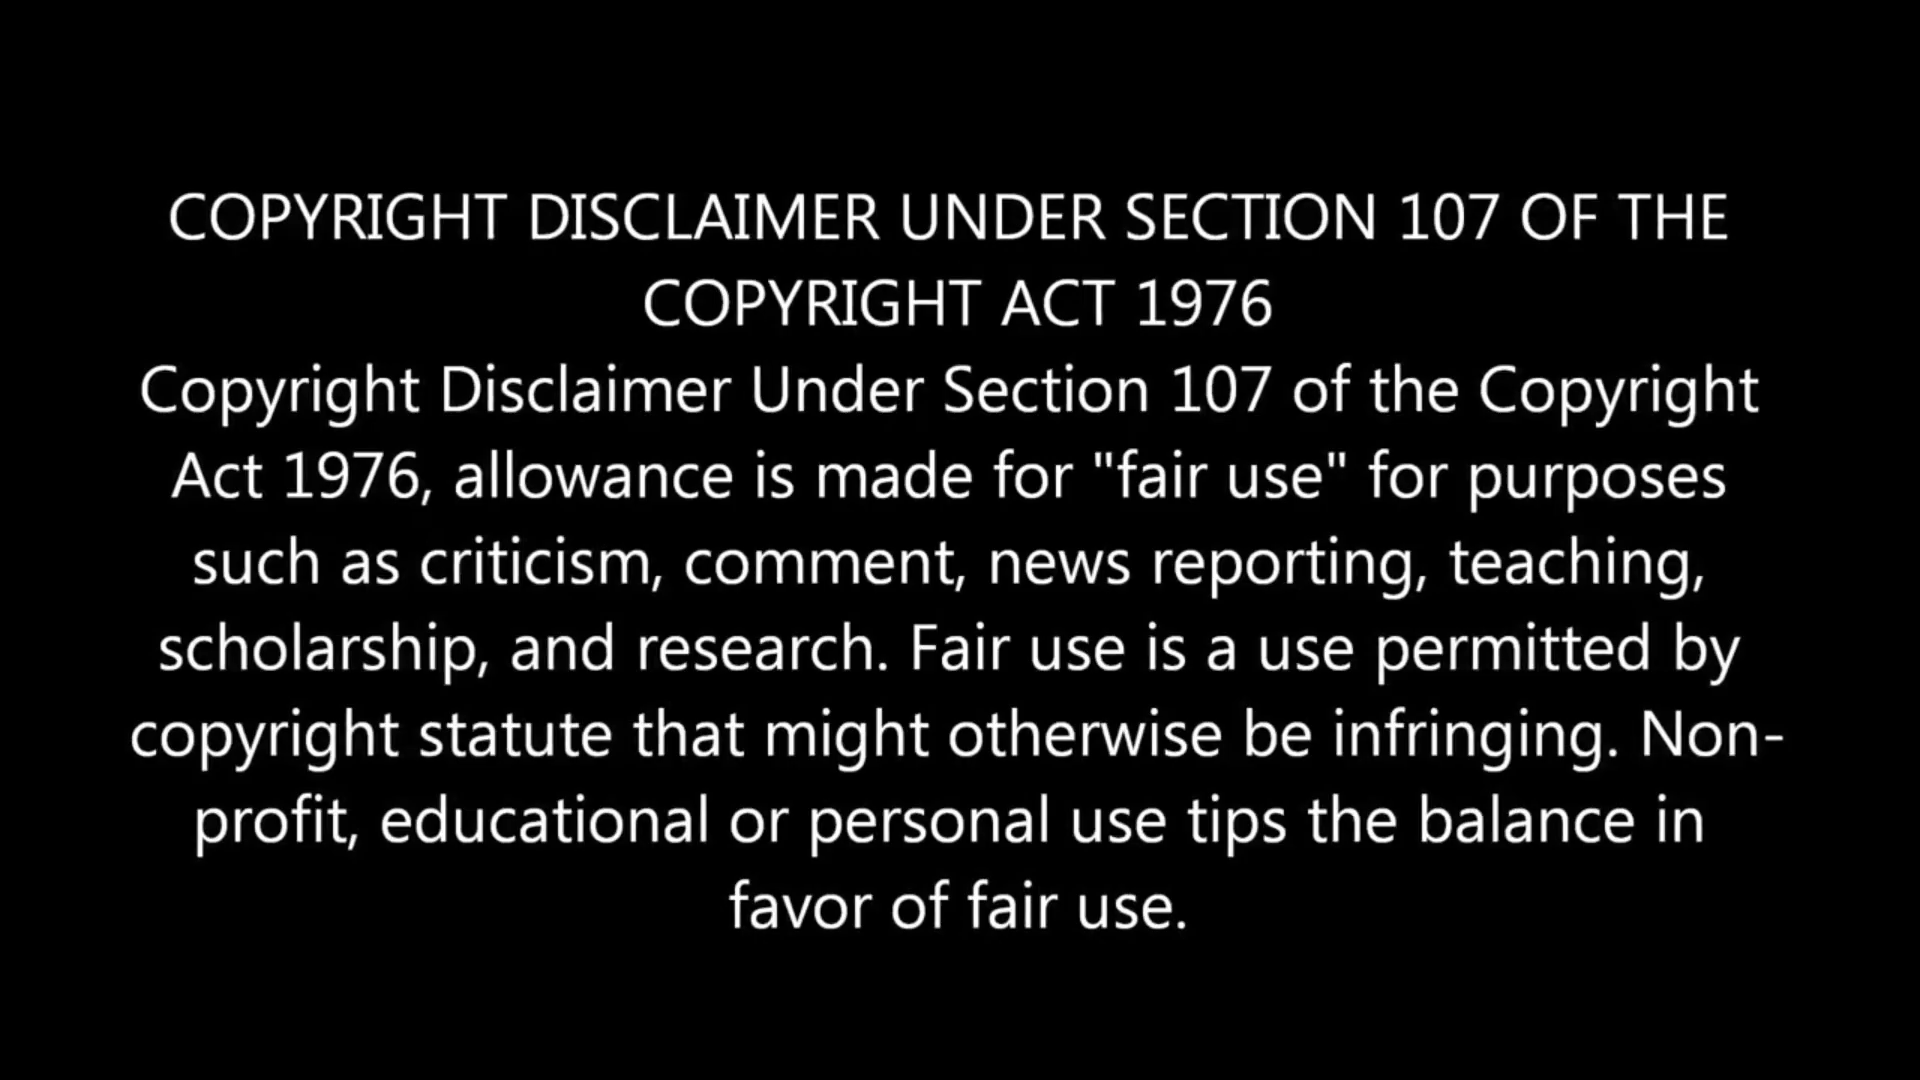 COPYRIGHT DISCLAIMER UNDER SECTION 107 OF THE
COPYRIGHT ACT 1976
Copyright Disclaimer Under Section 107 of the Copyright
Act 1976, allowance is made for "fair use" for purposes
such as criticism, comment, news reporting, teaching,
scholarship, and research. Fair use is a use permitted by
copyright statute that might otherwise be infringing. Non-
profit, educational or personal use tips the balance in
favor of fair use.